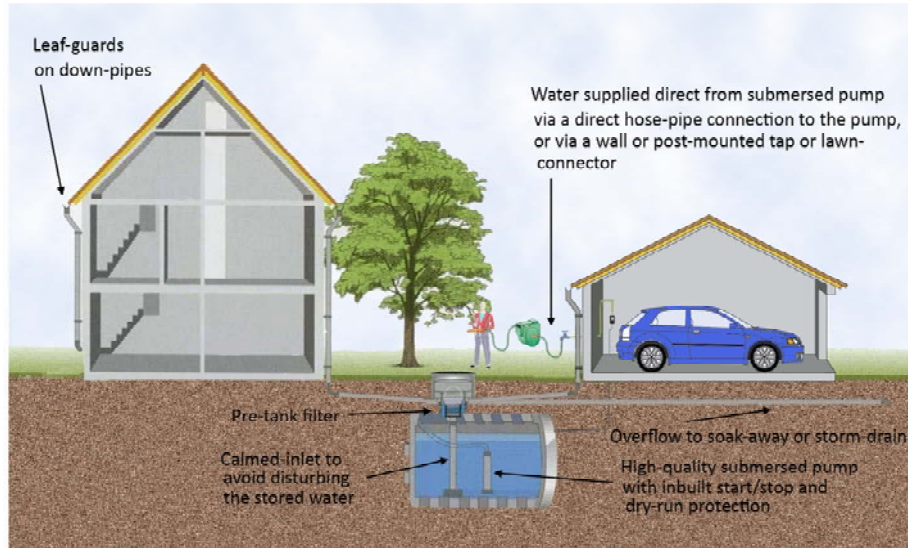 Leaf-guards
on down-pipes
Water supplied direct from submersed pump
via a direct hose-pipe connection to the pump,
or via a wall or post-mounted tap or lawn-
connector
Pre-tank filter
Overflow to soak-away or storm drain
Calmed inlet to
avoid disturbing
the stored water
High-quality submersed pump
with inbuilt start/stop and
dry-run protection